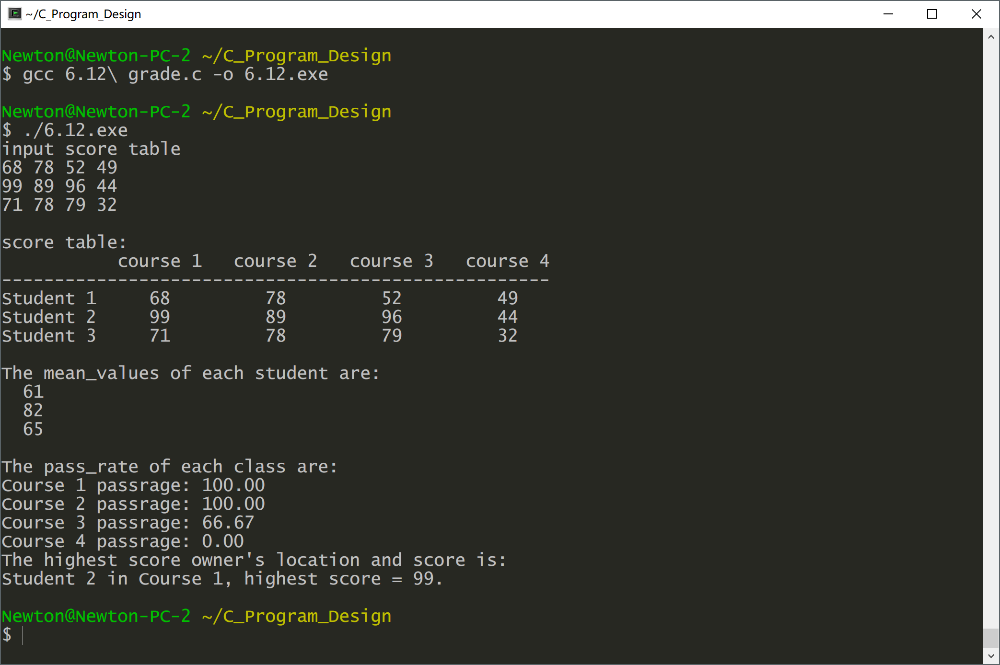 ~/C_Program_Design
Newton@Newton-PC-2 ~/C_Program_Design
$ gcc 6.12\ grade.c -o 6.12.exe
Newton@Newton-PC-2 ~/C_Program_Design
$ ./6.12.exe
input score table
68 78 52 49
99 89 96 44
71 78 79 32
score table:
course 1 course 2 course 3 course 4
----------------------------------------------------
Student 1 68 78 52 49
Student 2 99 89 96 44
Student 3 71 78 79 32
The mean_values of each student are:
61
82
65
The pass_rate of each class are:
Course 1 passrage: 100.00
Course 2 passrage: 100.00
Course 3 passrage: 66.67
Course 4 passrage: 0.00
The highest score owner's location and score is:
Student 2 in Course 1, highest score = 99.
Newton@Newton-PC-2 ~/C_Program_Design
$